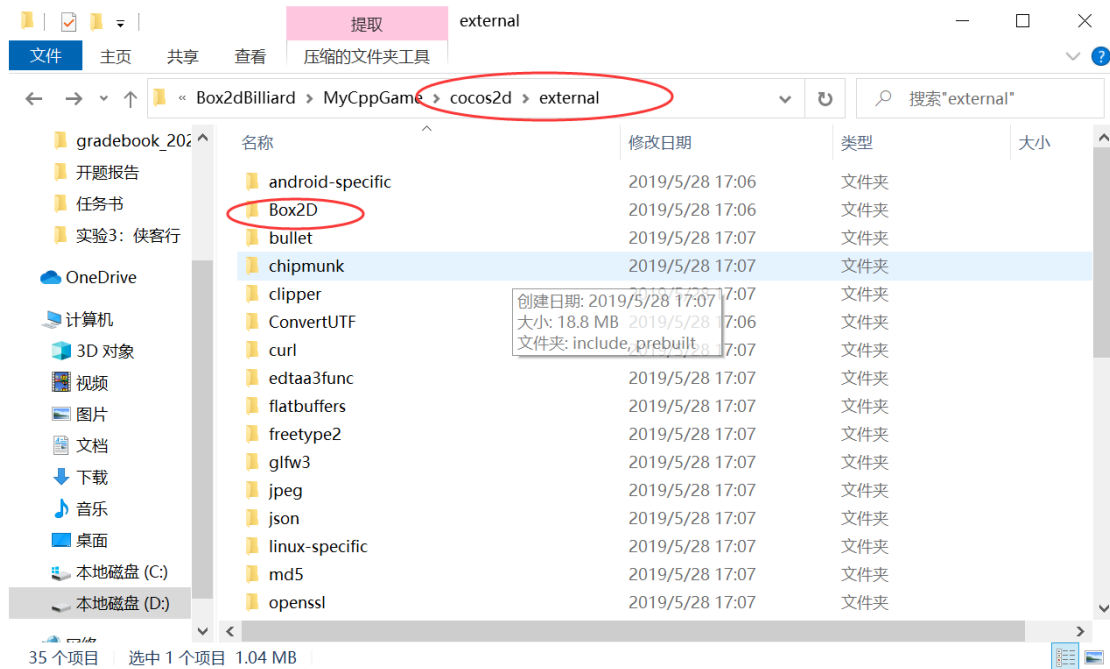 提取
external
文件
主页
共享
查看
压缩的文件夹工具
« Box2dBilliard › MyCppGame › cocos2d › external
搜索"external"
gradebook_202
开题报告
任务书
实验3：侠客行
OneDrive
计算机
3D 对象
视频
图片
文档
下载
音乐
桌面
本地磁盘 (C:)
本地磁盘 (D:)
名称 修改日期 类型 大小
android-specific 2019/5/28 17:06 文件夹
Box2D 2019/5/28 17:06 文件夹
bullet 2019/5/28 17:07 文件夹
chipmunk 2019/5/28 17:07 文件夹
clipper 17:07 文件夹
ConvertUTF 2019/5/28 17:06 文件夹
curl 17:07 文件夹
edtaa3func 2019/5/28 17:07 文件夹
flatbuffers 2019/5/28 17:07 文件夹
freetype2 2019/5/28 17:07 文件夹
glfw3 2019/5/28 17:07 文件夹
jpeg 2019/5/28 17:07 文件夹
json 2019/5/28 17:07 文件夹
linux-specific 2019/5/28 17:07 文件夹
md5 2019/5/28 17:07 文件夹
openssl 2019/5/28 17:07 文件夹
创建日期: 2019/5/28 17:07
大小: 18.8 MB
文件夹: include, prebuilt
35 个项目 选中 1 个项目 1.04 MB